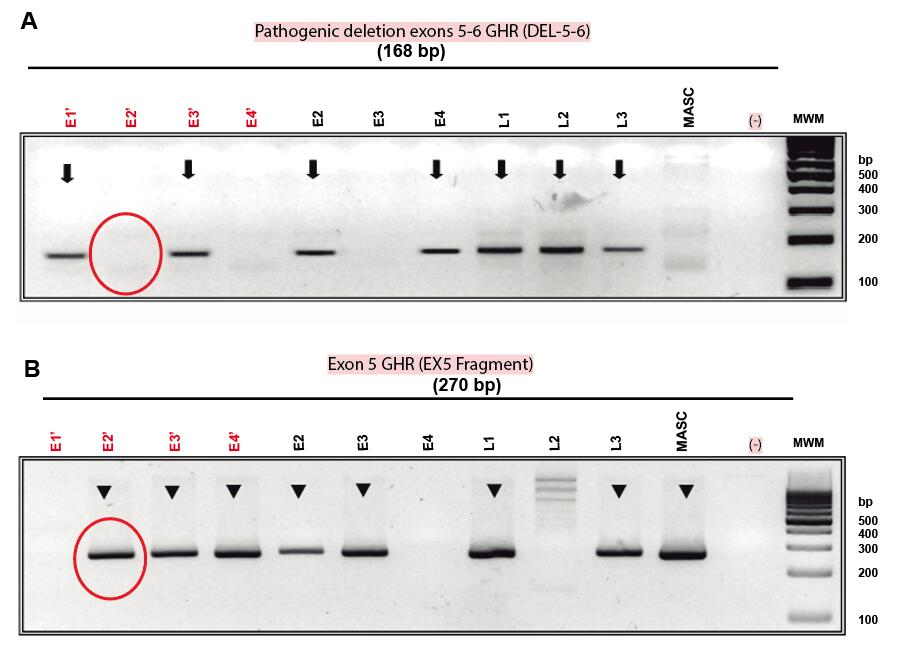 A
Pathogenic deletion exons 5-6 GHR (DEL-5-6)
(168 bp)
E1' E2' E3' E4' E2 E3 E4 L1 L2 L3 MASC (-) MWM
bp
500
400
300
200
100
B
Exon 5 GHR (EX5 Fragment)
(270 bp)
E1' E2' E3' E4' E2 E3 E4 L1 L2 L3 MASC (-) MWM
bp
500
400
300
200
100